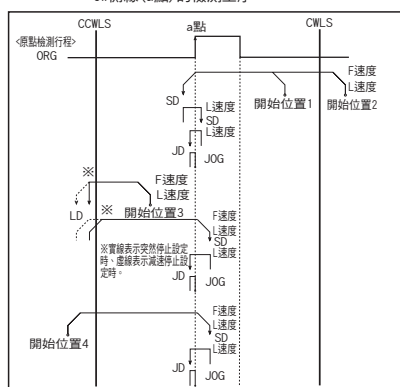 CCWLS
a點
CWLS
<原點檢測行程>
ORG
F速度
L速度
SD
L速度
SD
開始位置1
開始位置2
L速度
JD
JOG
※
F速度
L速度
LD
※
開始位置3
F速度
L速度
SD
※實線表示突然停止設定
時、虛線表示減速停止設
定時。
L速度
JD
JOG
F速度
L速度
SD
開始位置4
L速度
JD
JOG